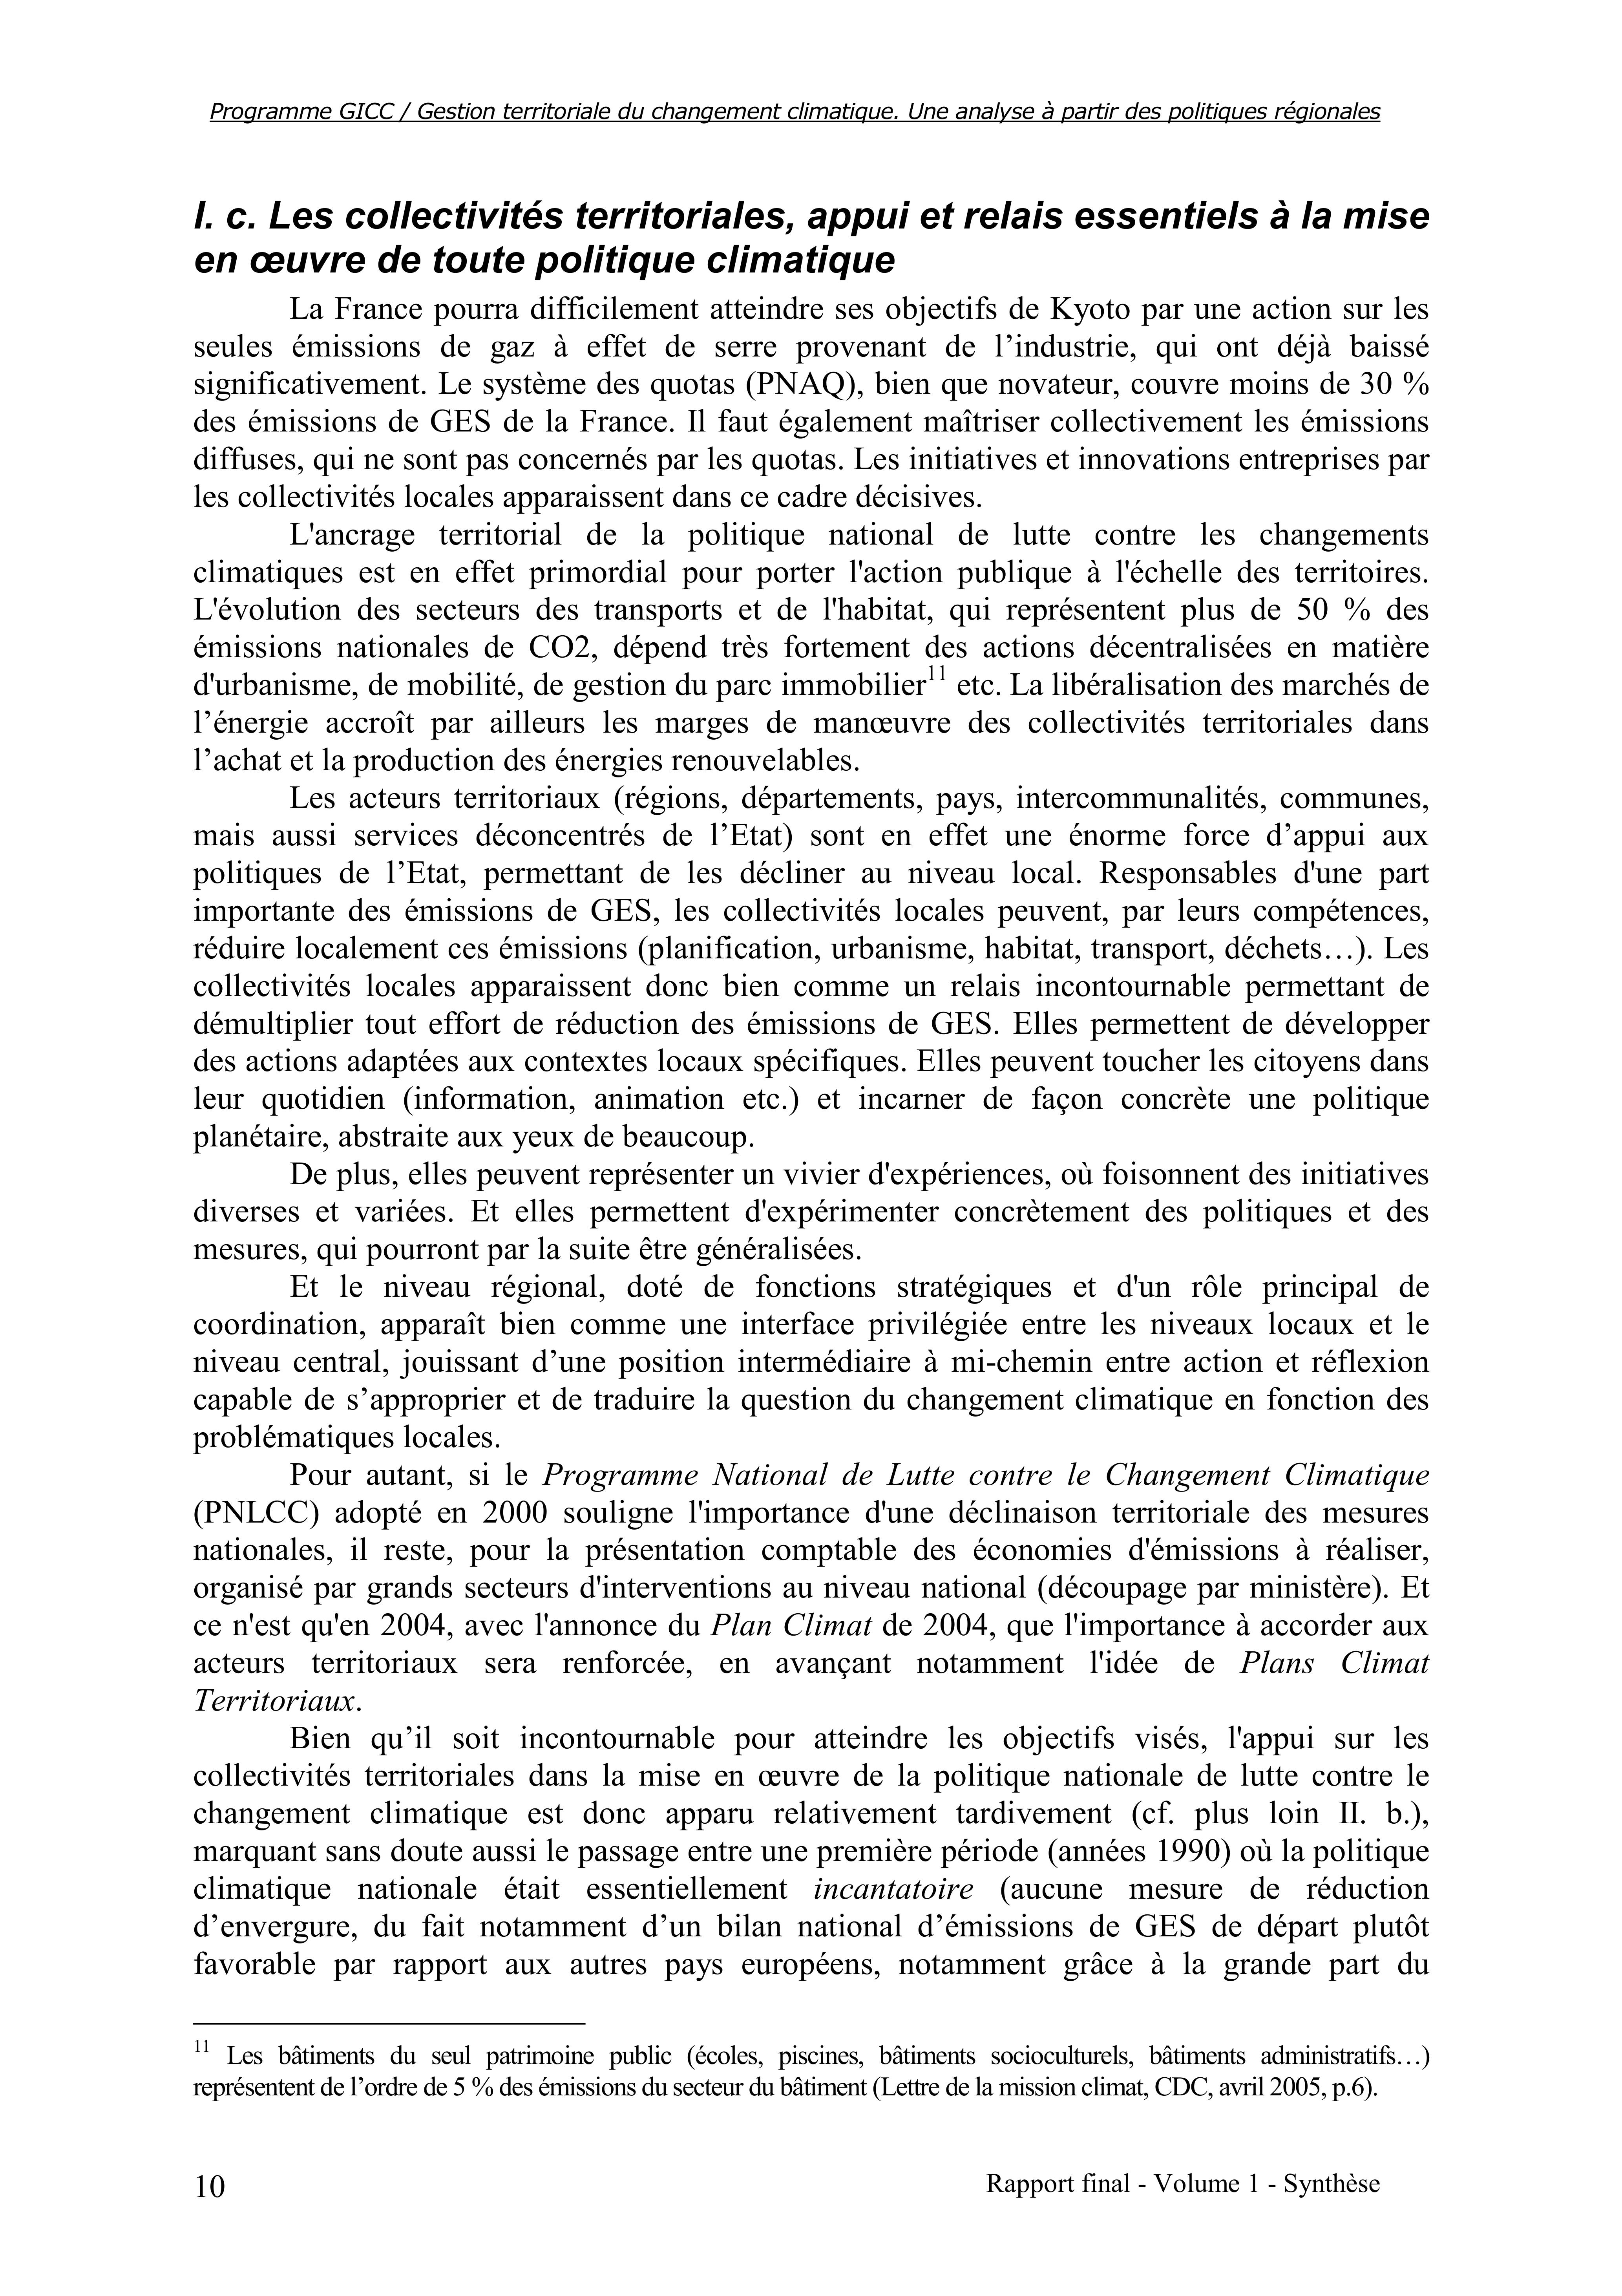 Programme GICC / Gestion territoriale du changement climatique. Une analyse à partir des politiques régionales
I. c. Les collectivités territoriales, appui et relais essentiels à la mise
en œuvre de toute politique climatique
La France pourra difficilement atteindre ses objectifs de Kyoto par une action sur les
seules émissions de gaz à effet de serre provenant de l’industrie, qui ont déjà baissé
significativement. Le système des quotas (PNAQ), bien que novateur, couvre moins de 30 %
des émissions de GES de la France. Il faut également maîtriser collectivement les émissions
diffuses, qui ne sont pas concernés par les quotas. Les initiatives et innovations entreprises par
les collectivités locales apparaissent dans ce cadre décisives.
L'ancrage territorial de la politique national de lutte contre les changements
climatiques est en effet primordial pour porter l'action publique à l'échelle des territoires.
L'évolution des secteurs des transports et de l'habitat, qui représentent plus de 50 % des
émissions nationales de CO2, dépend très fortement des actions décentralisées en matière
d'urbanisme, de mobilité, de gestion du parc immobilier11 etc. La libéralisation des marchés de
l’énergie accroît par ailleurs les marges de manœuvre des collectivités territoriales dans
l’achat et la production des énergies renouvelables.
Les acteurs territoriaux (régions, départements, pays, intercommunalités, communes,
mais aussi services déconcentrés de l’Etat) sont en effet une énorme force d’appui aux
politiques de l’Etat, permettant de les décliner au niveau local. Responsables d'une part
importante des émissions de GES, les collectivités locales peuvent, par leurs compétences,
réduire localement ces émissions (planification, urbanisme, habitat, transport, déchets…). Les
collectivités locales apparaissent donc bien comme un relais incontournable permettant de
démultiplier tout effort de réduction des émissions de GES. Elles permettent de développer
des actions adaptées aux contextes locaux spécifiques. Elles peuvent toucher les citoyens dans
leur quotidien (information, animation etc.) et incarner de façon concrète une politique
planétaire, abstraite aux yeux de beaucoup.
De plus, elles peuvent représenter un vivier d'expériences, où foisonnent des initiatives
diverses et variées. Et elles permettent d'expérimenter concrètement des politiques et des
mesures, qui pourront par la suite être généralisées.
Et le niveau régional, doté de fonctions stratégiques et d'un rôle principal de
coordination, apparaît bien comme une interface privilégiée entre les niveaux locaux et le
niveau central, jouissant d’une position intermédiaire à mi-chemin entre action et réflexion
capable de s’approprier et de traduire la question du changement climatique en fonction des
problématiques locales.
Pour autant, si le Programme National de Lutte contre le Changement Climatique
(PNLCC) adopté en 2000 souligne l'importance d'une déclinaison territoriale des mesures
nationales, il reste, pour la présentation comptable des économies d'émissions à réaliser,
organisé par grands secteurs d'interventions au niveau national (découpage par ministère). Et
ce n'est qu'en 2004, avec l'annonce du Plan Climat de 2004, que l'importance à accorder aux
acteurs territoriaux sera renforcée, en avançant notamment l'idée de Plans Climat
Territoriaux.
Bien qu’il soit incontournable pour atteindre les objectifs visés, l'appui sur les
collectivités territoriales dans la mise en œuvre de la politique nationale de lutte contre le
changement climatique est donc apparu relativement tardivement (cf. plus loin II. b.),
marquant sans doute aussi le passage entre une première période (années 1990) où la politique
climatique nationale était essentiellement incantatoire (aucune mesure de réduction
d’envergure, du fait notamment d’un bilan national d’émissions de GES de départ plutôt
favorable par rapport aux autres pays européens, notamment grâce à la grande part du
11 Les bâtiments du seul patrimoine public (écoles, piscines, bâtiments socioculturels, bâtiments administratifs…)
représentent de l’ordre de 5 % des émissions du secteur du bâtiment (Lettre de la mission climat, CDC, avril 2005, p.6).
10
Rapport final - Volume 1 - Synthèse